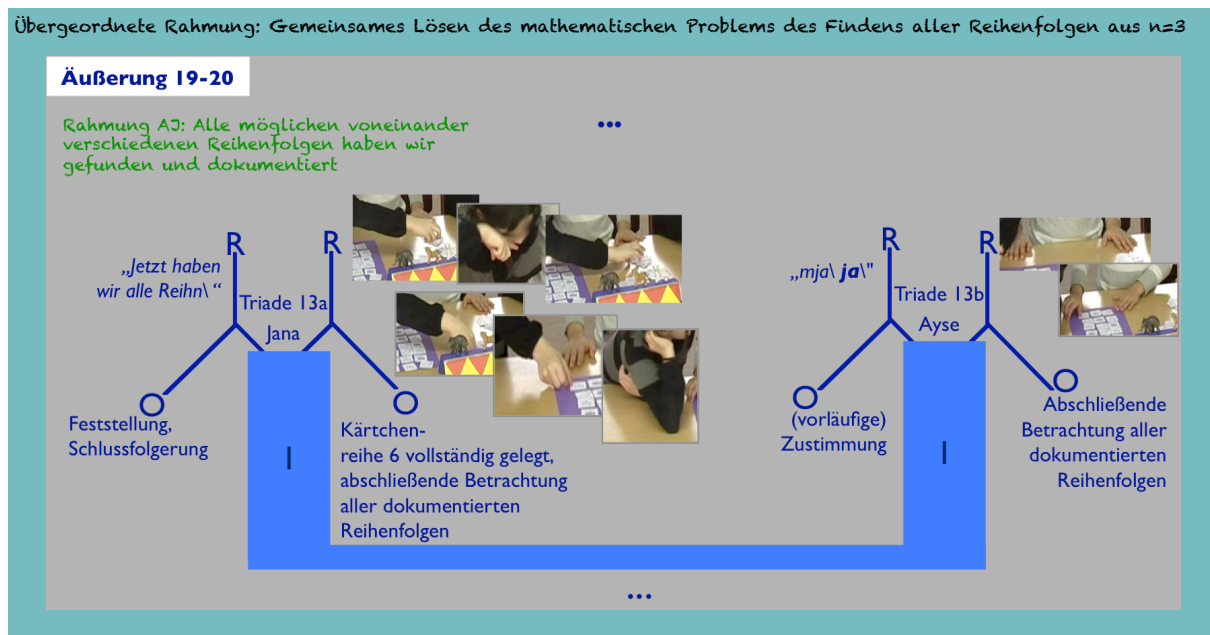 Übergeordnete Rahmung: Gemeinsames Lösen des mathematischen Problems des Findens aller Reihenfolgen aus n=3
Äußerung 19-20
Rahmung AJ: Alle möglichen voneinander
verschiedenen Reihenfolgen haben wir
gefunden und dokumentiert
...
R
R
„Jetzt haben
wir alle Reihn\ “
Triade 13a
Jana
O
Feststellung,
Schlussfolgerung
I
O
Kärtchen-
reihe 6 vollständig gelegt,
abschließende Betrachtung
aller dokumentierten
Reihenfolgen
R
R
„mja\ ja\"
Triade 13b
Ayse
O
(vorläufige)
Zustimmung
I
O
Abschließende
Betrachtung aller
dokumentierten
Reihenfolgen
...